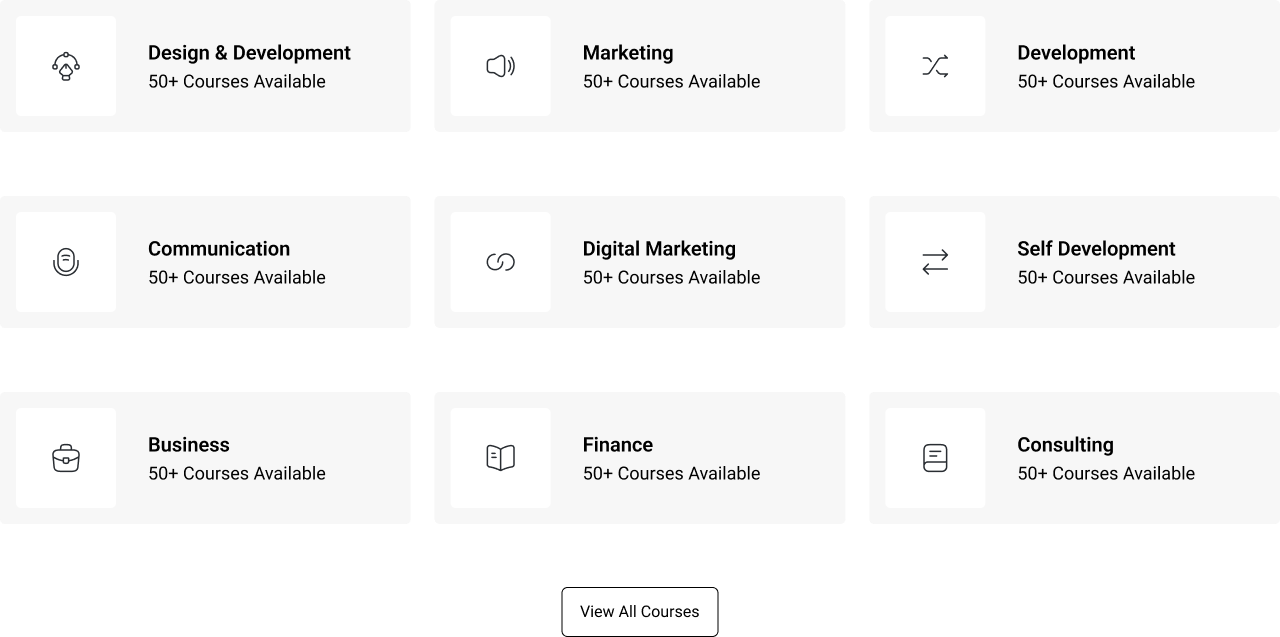 Design & Development
50+ Courses Available
Marketing
50+ Courses Available
Development
50+ Courses Available
Communication
50+ Courses Available
Digital Marketing
50+ Courses Available
Self Development
50+ Courses Available
Business
50+ Courses Available
Finance
50+ Courses Available
Consulting
50+ Courses Available
View All Courses